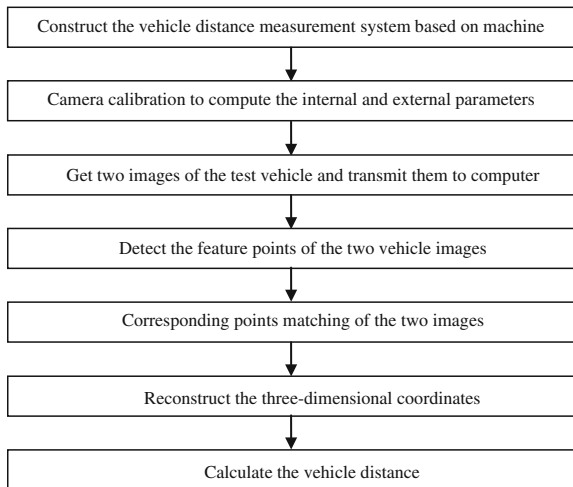 Construct the vehicle distance measurement system based on machine
Camera calibration to compute the internal and external parameters
Get two images of the test vehicle and transmit them to computer
Detect the feature points of the two vehicle images
Corresponding points matching of the two images
Reconstruct the three-dimensional coordinates
Calculate the vehicle distance